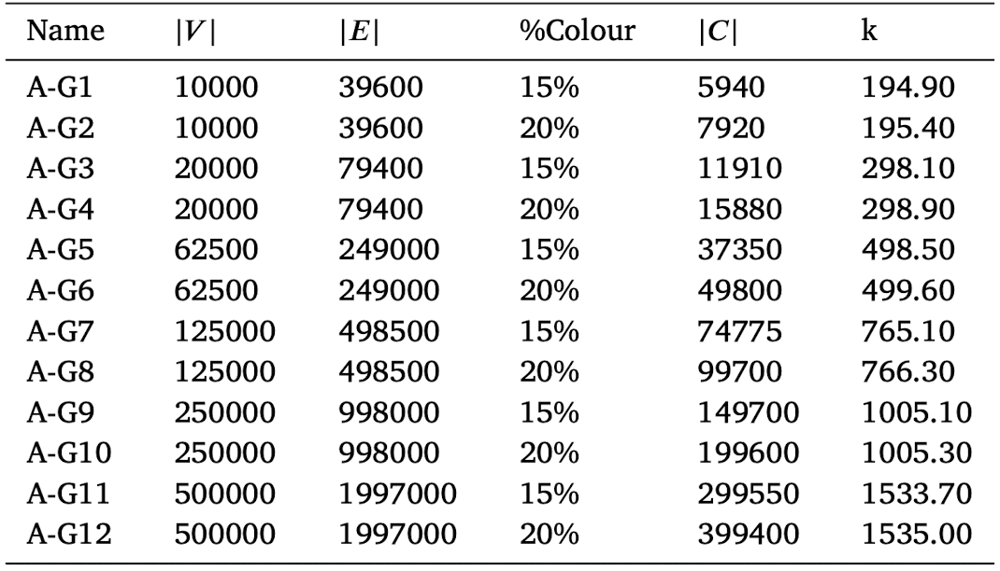 Name |V| |E| %Colour |C| k
A-G1 10000 39600 15% 5940 194.90
A-G2 10000 39600 20% 7920 195.40
A-G3 20000 79400 15% 11910 298.10
A-G4 20000 79400 20% 15880 298.90
A-G5 62500 249000 15% 37350 498.50
A-G6 62500 249000 20% 49800 499.60
A-G7 125000 498500 15% 74775 765.10
A-G8 125000 498500 20% 99700 766.30
A-G9 250000 998000 15% 149700 1005.10
A-G10 250000 998000 20% 199600 1005.30
A-G11 500000 1997000 15% 299550 1533.70
A-G12 500000 1997000 20% 399400 1535.00